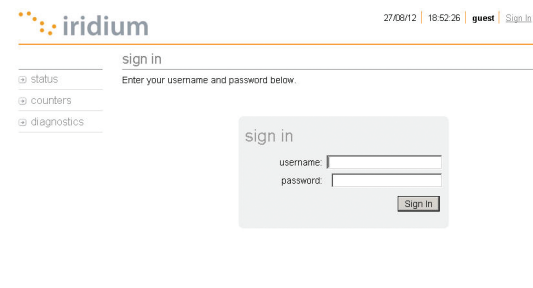 iridium
27/08/12 18:52:26 guest Sign In
sign in
status
counters
diagnostics
Enter your username and password below.
sign in
username:
password:
Sign In